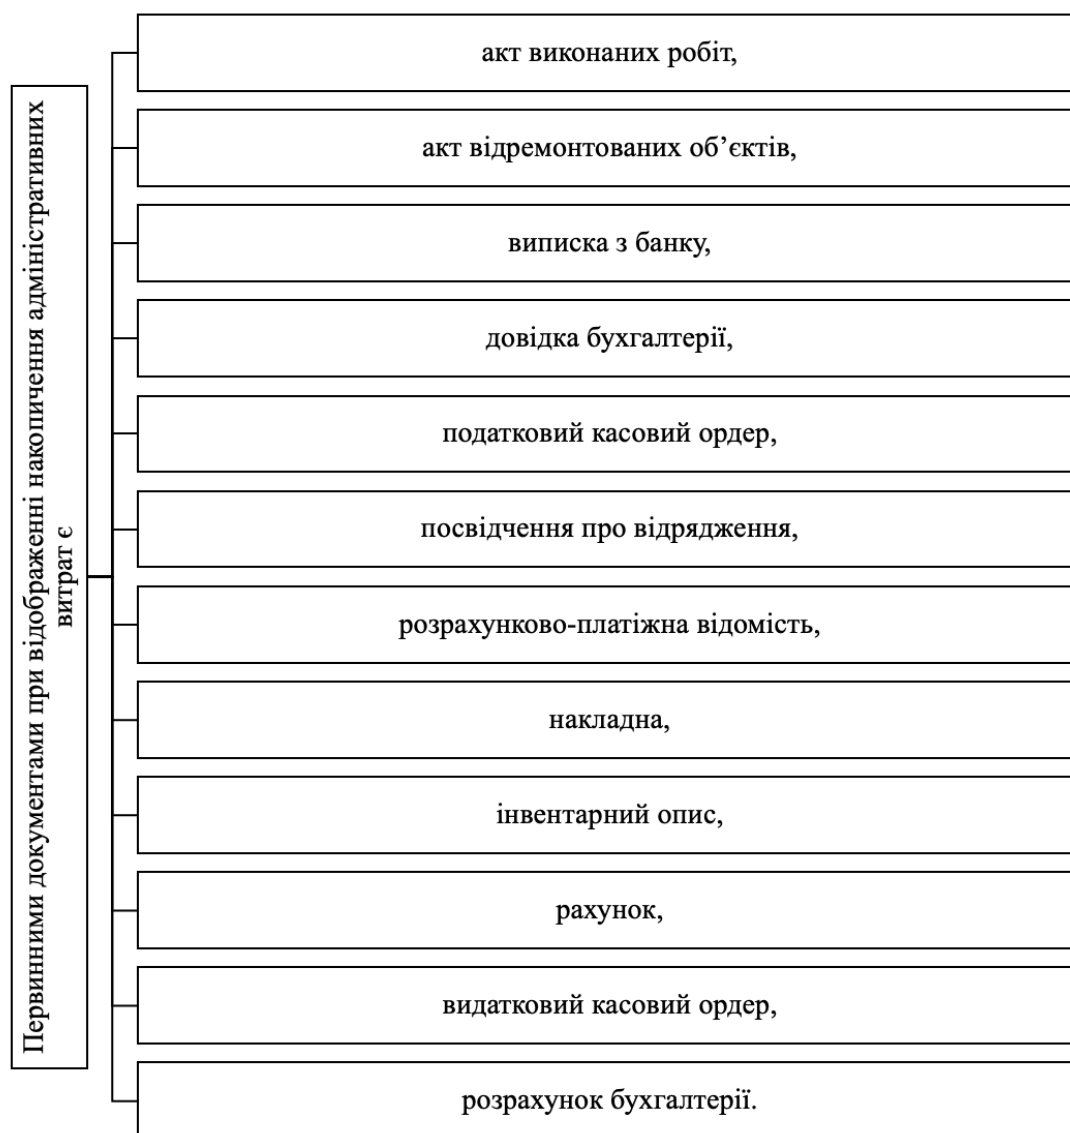 Первинними документами при відображенні накопичення адміністративних
витрат є
акт виконаних робіт,
акт відремонтованих об’єктів,
виписка з банку,
довідка бухгалтерії,
податковий касовий ордер,
посвідчення про відрядження,
розрахунково-платіжна відомість,
накладна,
інвентарний опис,
рахунок,
видатковий касовий ордер,
розрахунок бухгалтерії.